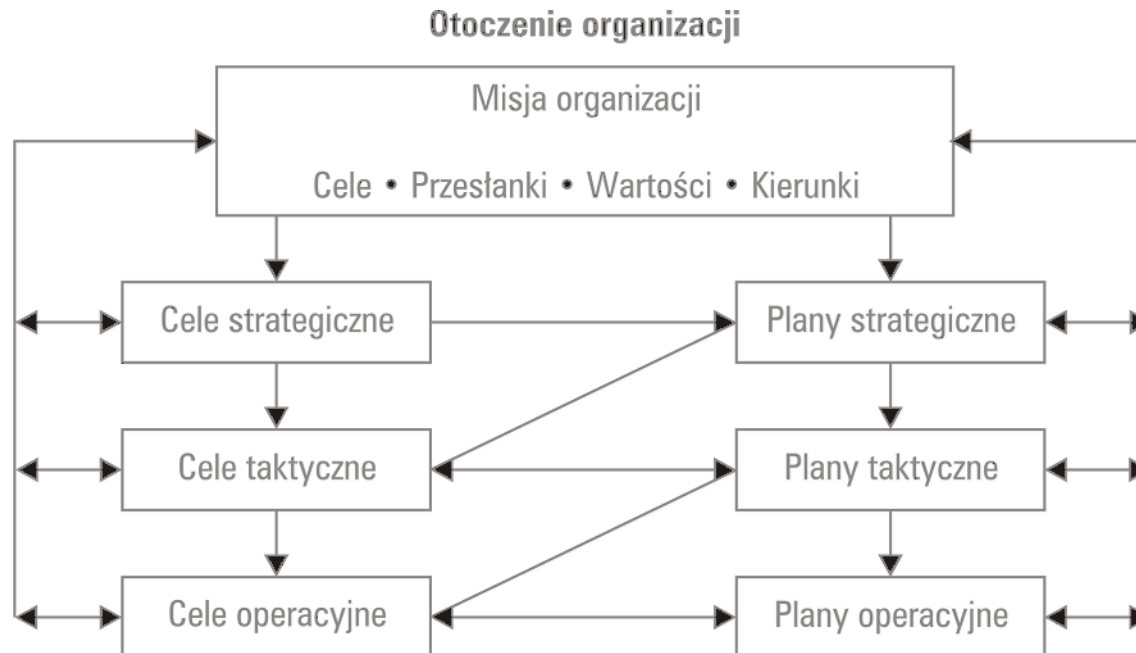 Otoczenie organizacji
Misja organizacji
Cele • Przesłanki • Wartości • Kierunki
Cele strategiczne
Plany strategiczne
Cele taktyczne
Plany taktyczne
Cele operacyjne
Plany operacyjne